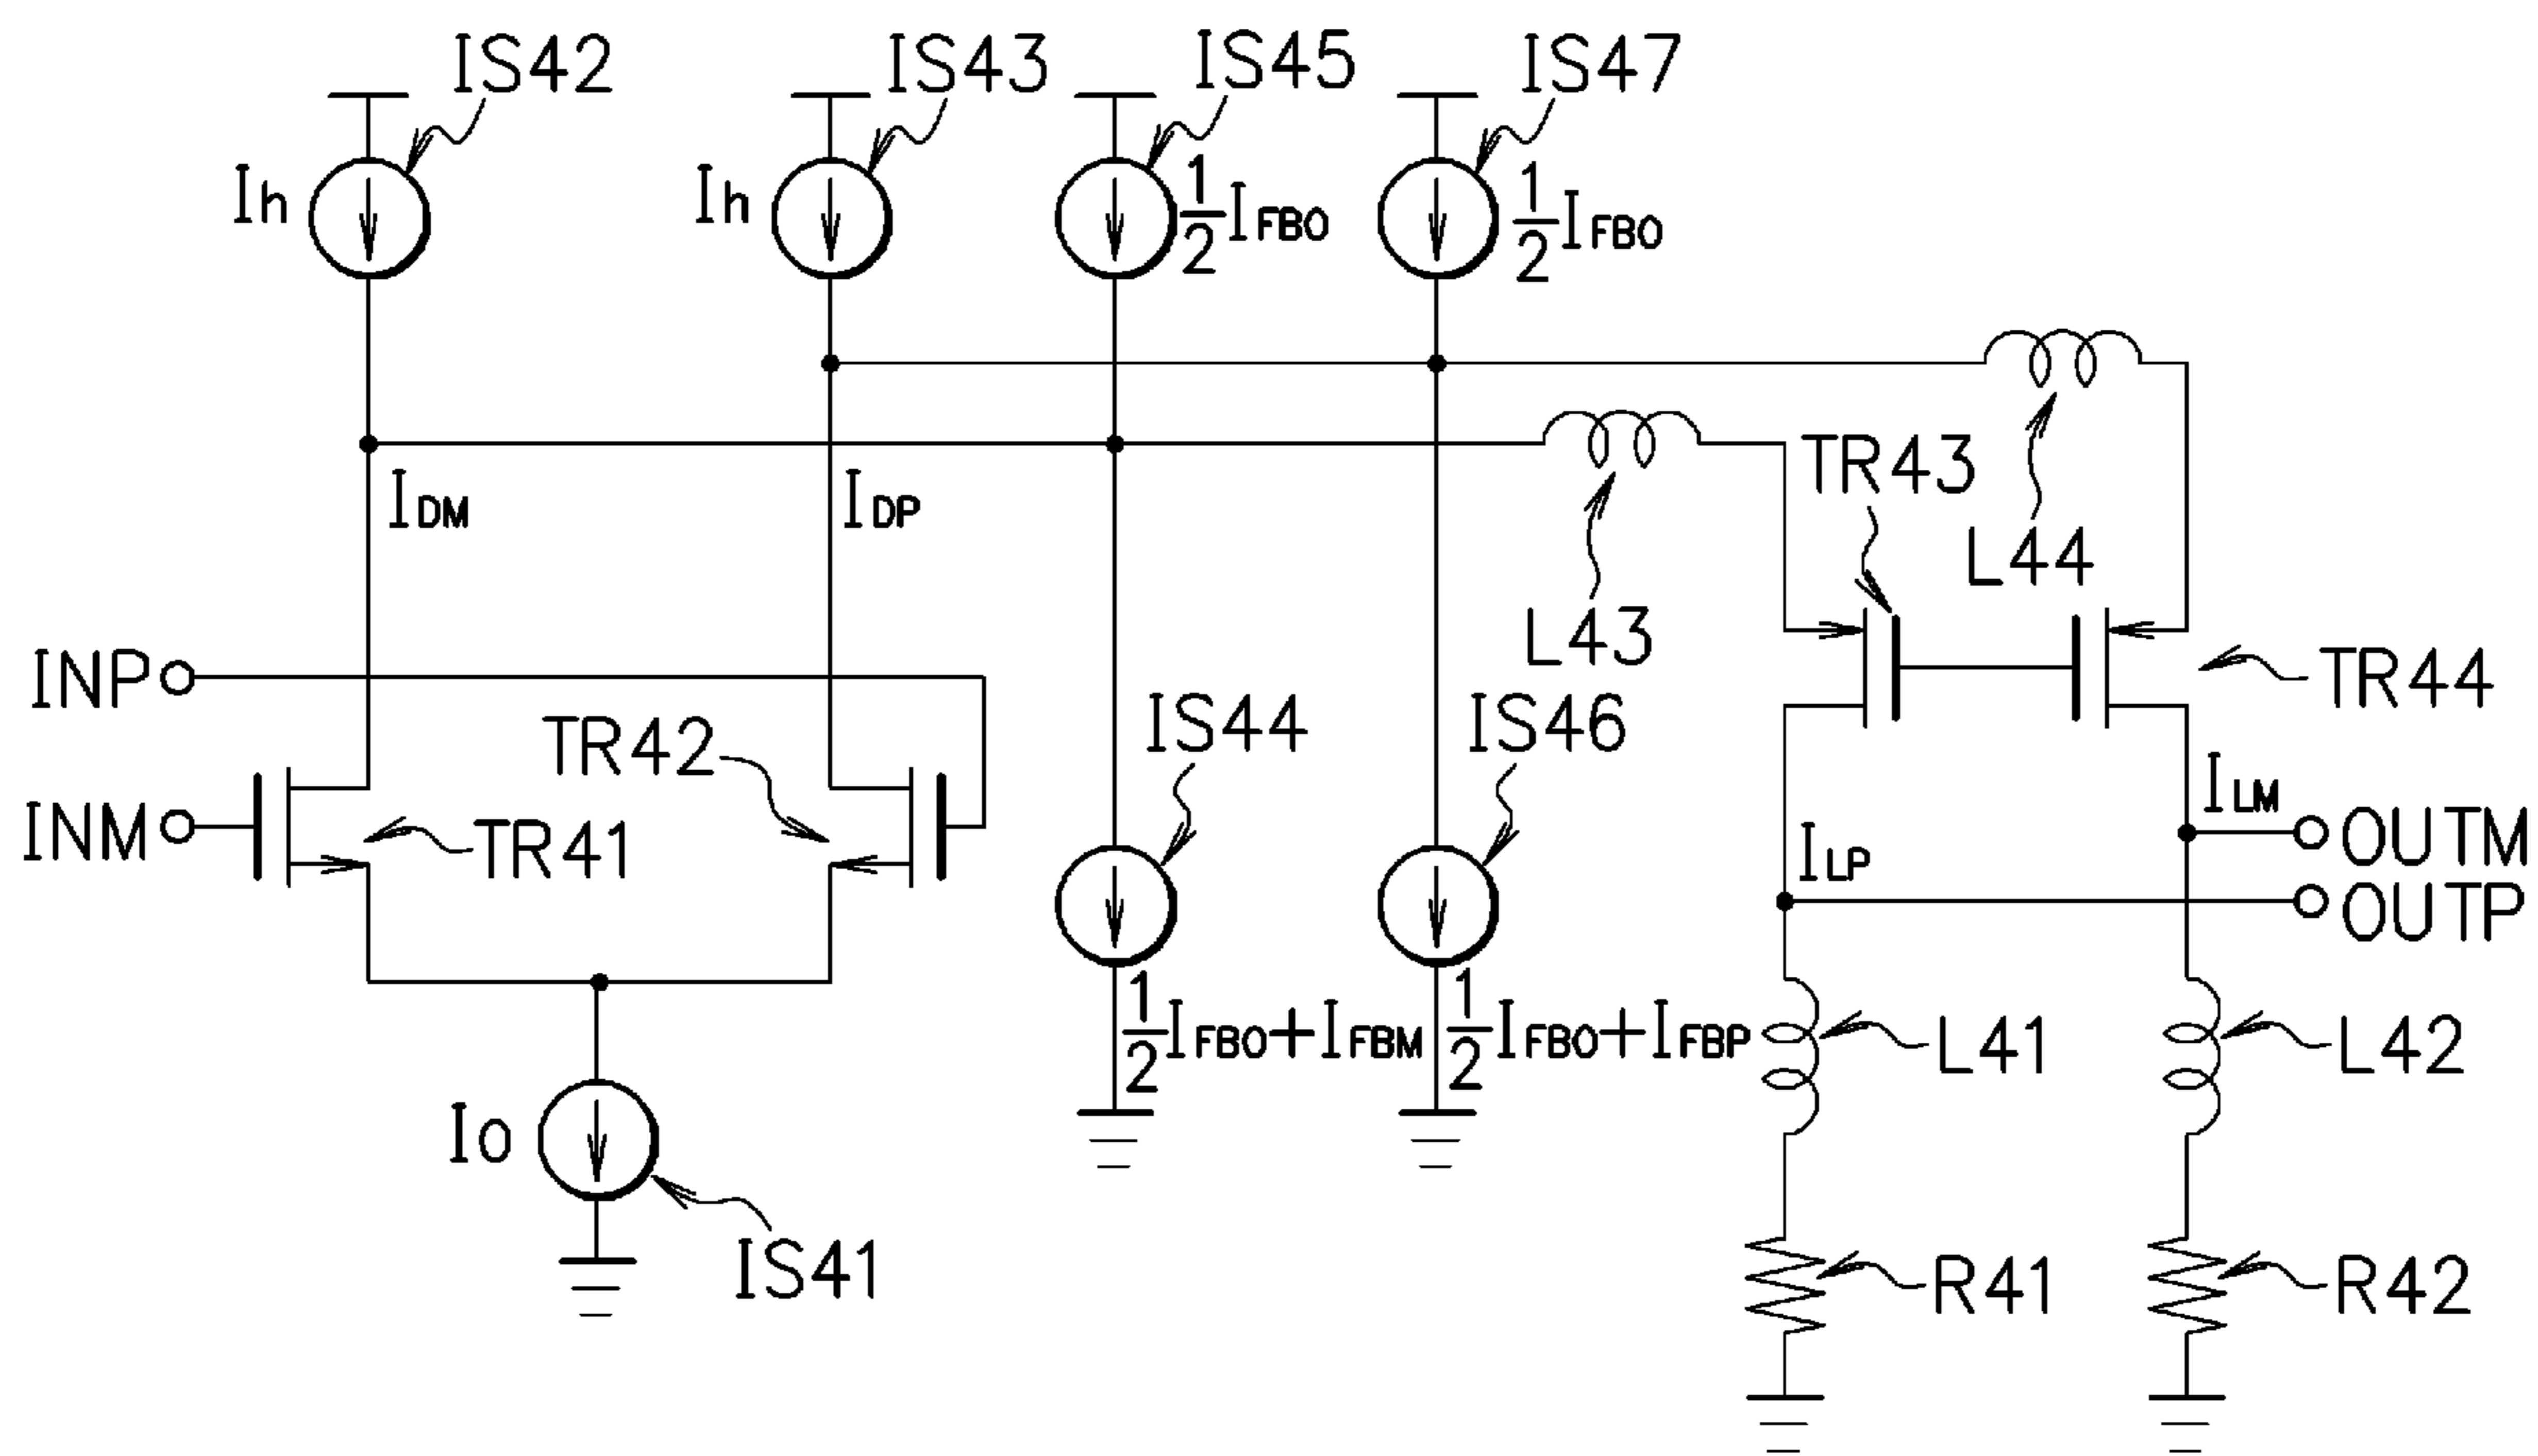 IS42
IS43
IS45
IS47
Ih
Ih
1/2 IFBO
1/2 IFBO
IDM
IDP
TR43
L44
L43
INP
TR44
IS44
IS46
TR42
INM
TR41
ILM
ILP
OUTM
OUTP
1/2 IFBO+IFBM
1/2 IFBO+IFBP
L41
L42
IO
IS41
R41
R42